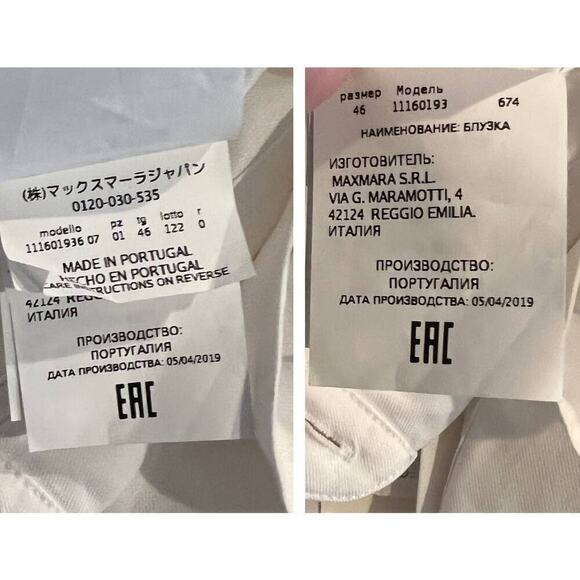 (株)マックスマーラジャパン
0120-030-535
modello pz tg lotto r
111601936 07 01 46 122 0
MADE IN PORTUGAL
HECHO EN PORTUGAL
CARE INSTRUCTIONS ON REVERSE
42124 REGG
ИТАЛИЯ
ПРОИЗВОДСТВО:
ПОРТУГАЛИЯ
ДАТА ПРОИЗВОДСТВА: 05/04/2019
EAC
размер Модель
46 11160193 674
НАИМЕНОВАНИЕ: БЛУЗКА
ИЗГОТОВИТЕЛЬ:
MAXMARA S.R.L.
VIA G. MARAMOTTI, 4
42124 REGGIO EMILIA.
ИТАЛИЯ
ПРОИЗВОДСТВО:
ПОРТУГАЛИЯ
ДАТА ПРОИЗВОДСТВА: 05/04/2019
EAC